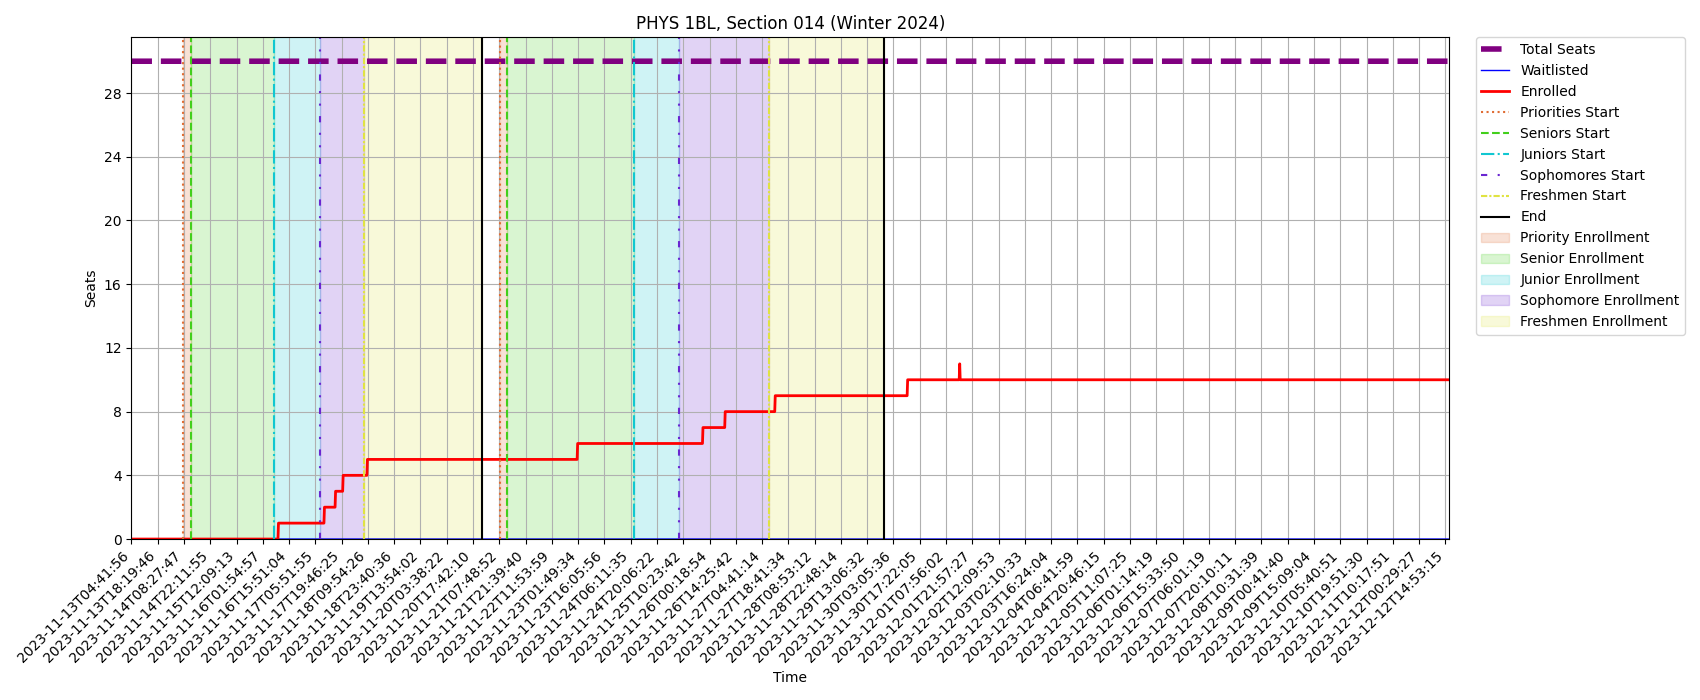 PHYS 1BL, Section 014 (Winter 2024)
Seats
28
24
20
16
12
8
4
0
2023-11-13T04:41:56
2023-11-13T18:19:46
2023-11-14T08:27:47
2023-11-14T22:11:55
2023-11-15T12:09:13
2023-11-16T01:54:57
2023-11-16T15:51:04
2023-11-17T05:51:55
2023-11-17T19:46:25
2023-11-18T09:54:26
2023-11-18T23:40:36
2023-11-19T13:54:02
2023-11-20T03:38:22
2023-11-20T17:42:10
2023-11-21T07:48:52
2023-11-21T21:39:40
2023-11-22T11:53:59
2023-11-23T01:49:34
2023-11-23T16:05:56
2023-11-24T06:11:35
2023-11-24T20:06:22
2023-11-25T10:23:42
2023-11-26T00:18:54
2023-11-26T14:25:42
2023-11-27T04:41:14
2023-11-27T18:41:34
2023-11-28T08:53:12
2023-11-28T22:48:14
2023-11-29T13:06:32
2023-11-30T03:05:36
2023-11-30T17:22:05
2023-12-01T07:56:02
2023-12-01T21:57:27
2023-12-02T12:09:53
2023-12-03T02:10:33
2023-12-03T16:24:04
2023-12-04T06:41:59
2023-12-04T20:46:15
2023-12-05T11:07:25
2023-12-06T01:14:19
2023-12-06T15:33:50
2023-12-07T06:01:19
2023-12-07T20:10:11
2023-12-08T10:31:39
2023-12-09T00:41:40
2023-12-09T15:09:04
2023-12-10T05:40:51
2023-12-10T19:51:30
2023-12-11T10:17:51
2023-12-12T00:29:27
2023-12-12T14:53:15
Time
Total Seats
Waitlisted
Enrolled
Priorities Start
Seniors Start
Juniors Start
Sophomores Start
Freshmen Start
End
Priority Enrollment
Senior Enrollment
Junior Enrollment
Sophomore Enrollment
Freshmen Enrollment